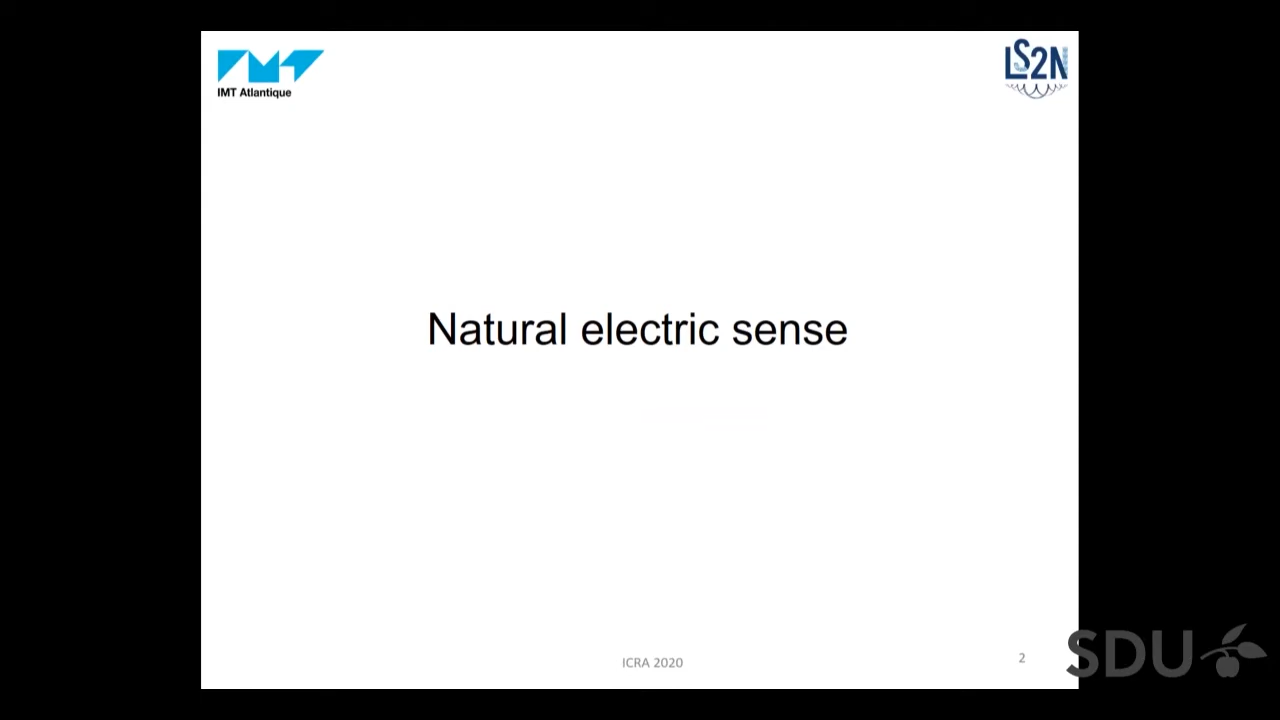 IMT Atlantique
LS2N
Natural electric sense
ICRA 2020
2
SDU